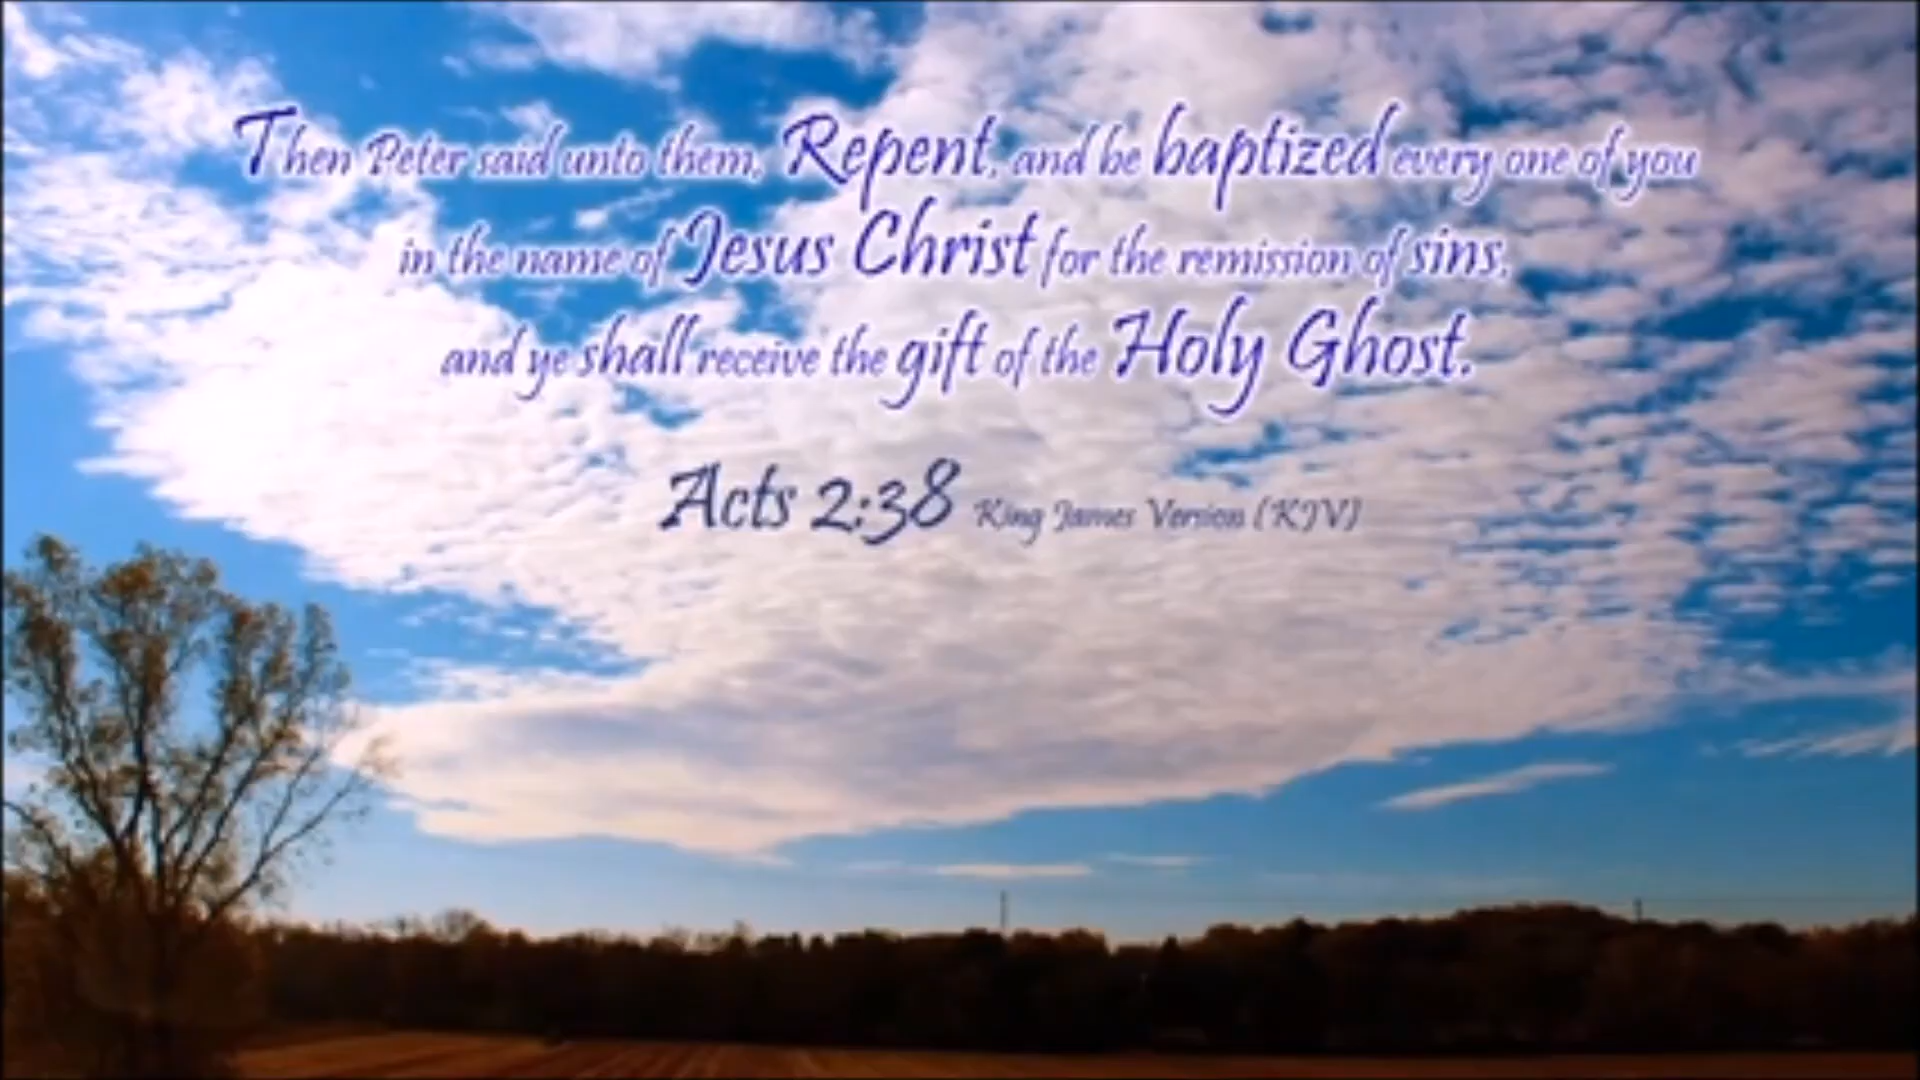 Then Peter said unto them, Repent, and be baptized every one of you
in the name of Jesus Christ for the remission of sins,
and ye shall receive the gift of the Holy Ghost.
Acts 2:38 King James Version (KJV)